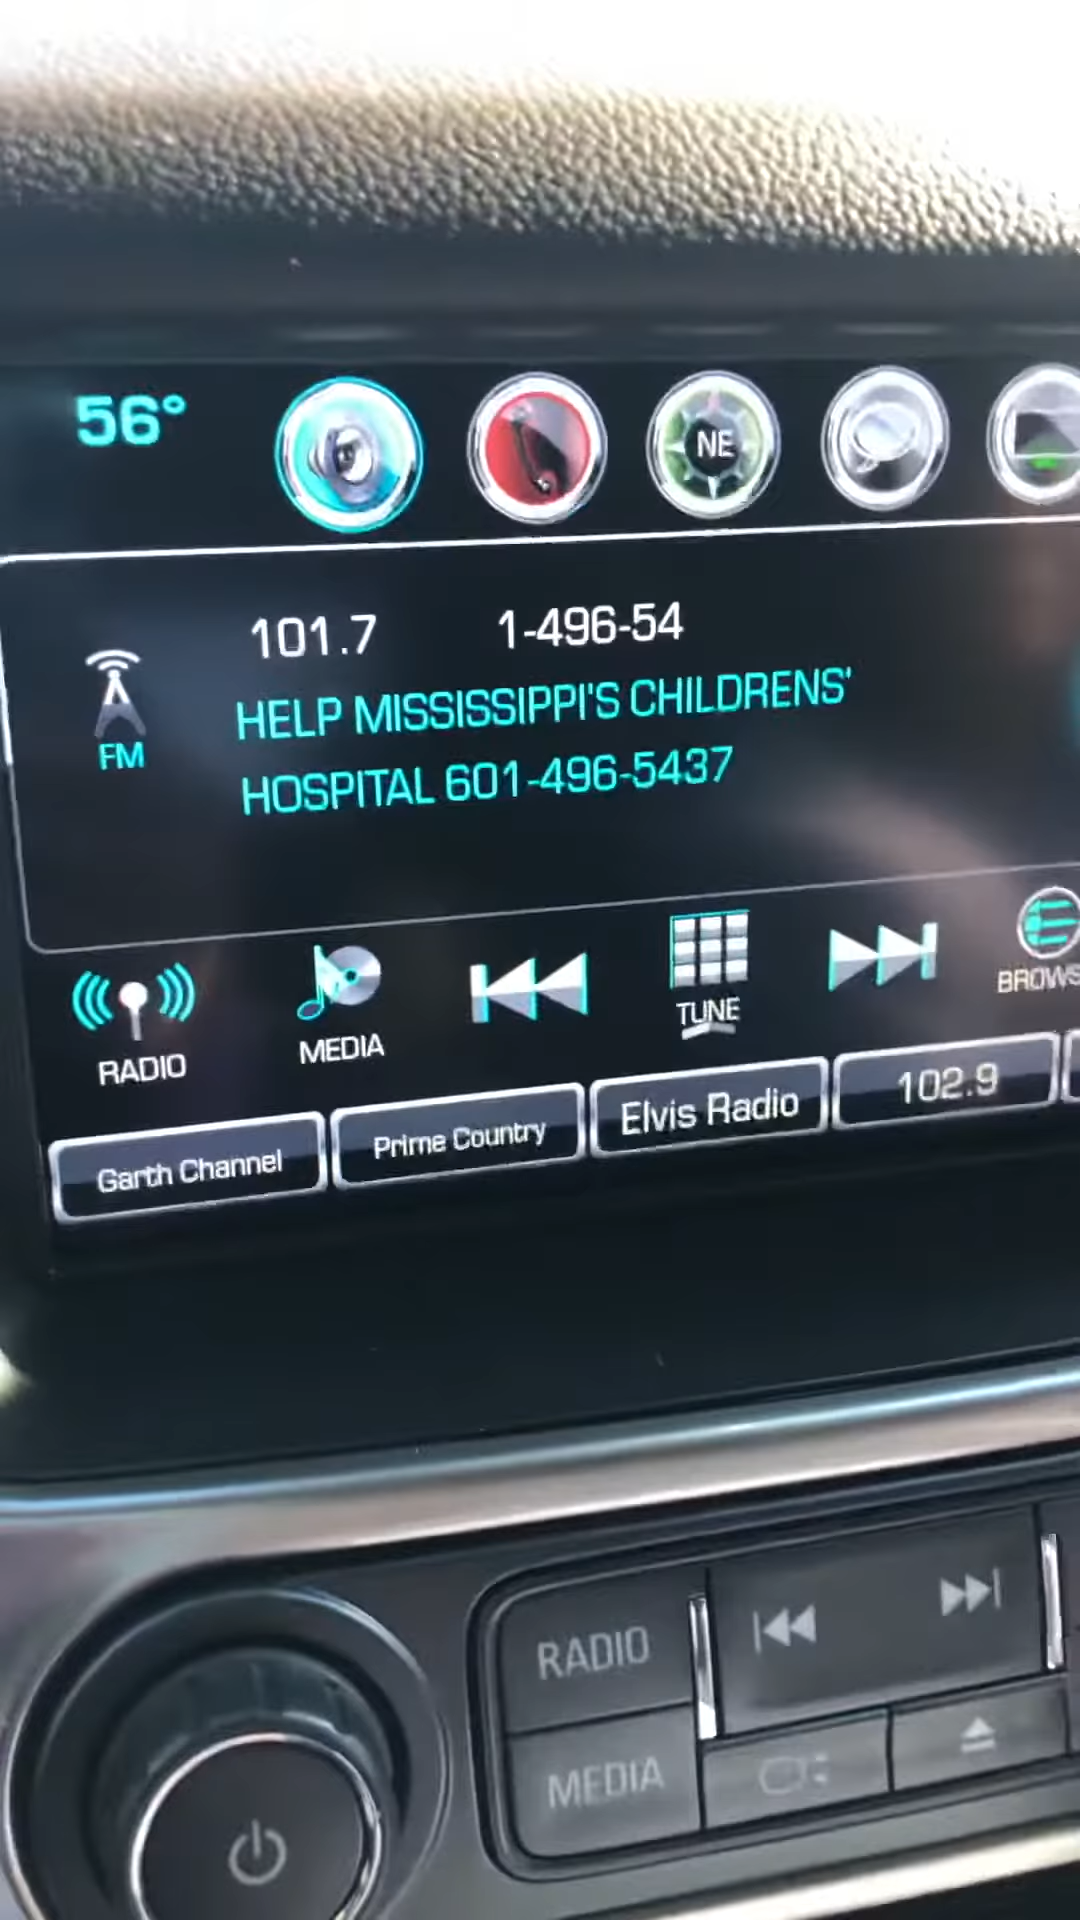 56°
NE
101.7 1-496-54
HELP MISSISSIPPI'S CHILDRENS'
HOSPITAL 601-496-5437
FM
RADIO
MEDIA
TUNE
Garth Channel
Prime Country
Elvis Radio
102.9
RADIO
MEDIA